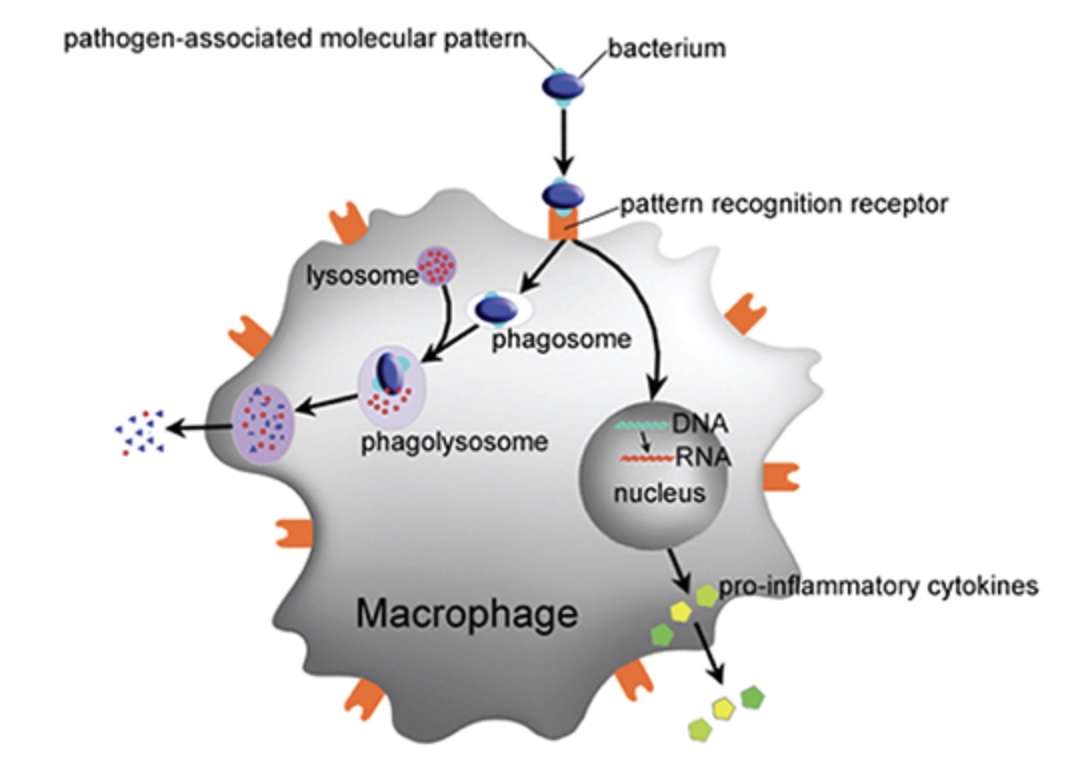 pathogen-associated molecular pattern
bacterium
pattern recognition receptor
lysosome
phagosome
phagolysosome
DNA
RNA
nucleus
pro-inflammatory cytokines
Macrophage